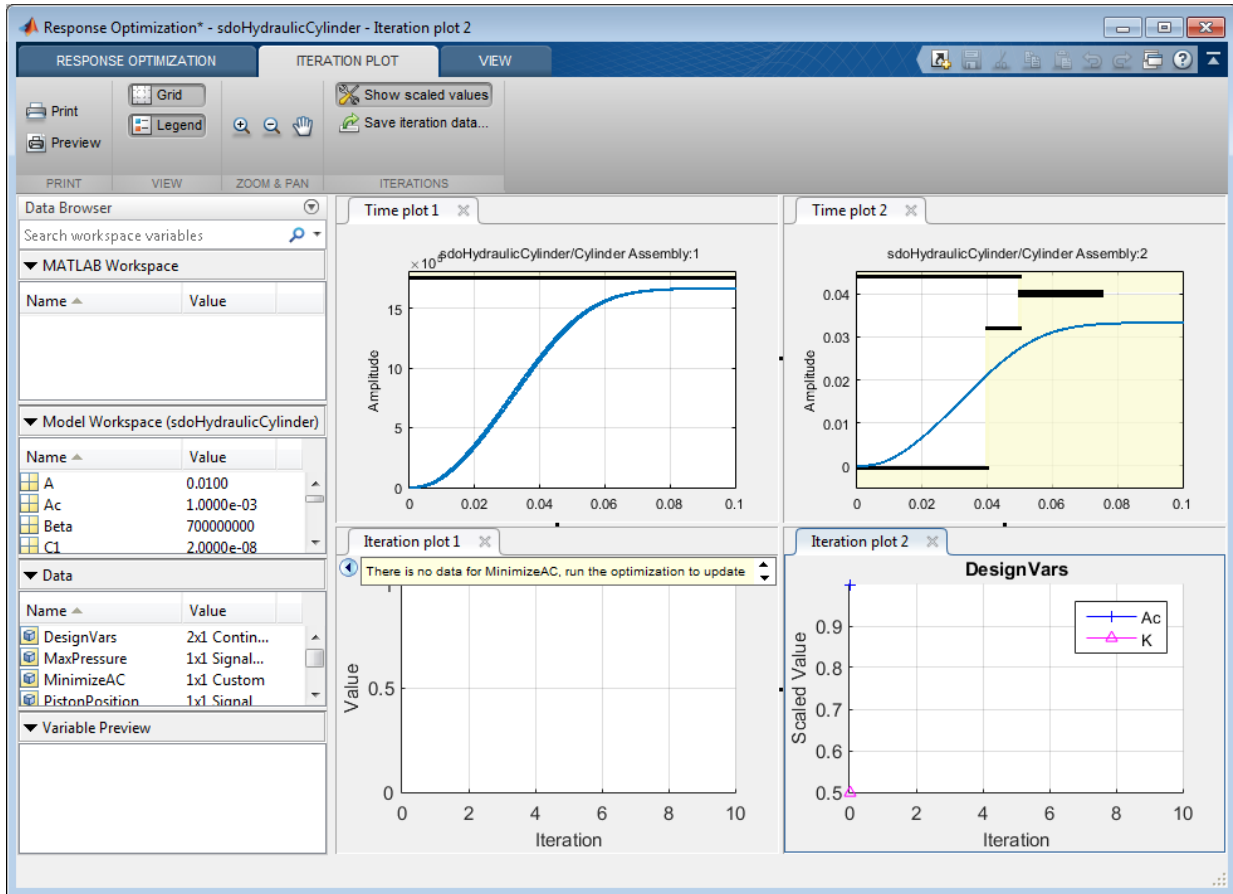 Response Optimization* - sdoHydraulicCylinder - Iteration plot 2
RESPONSE OPTIMIZATION
ITERATION PLOT
VIEW
Print
Preview
PRINT
Grid
Legend
VIEW
ZOOM & PAN
Show scaled values
Save iteration data...
ITERATIONS
Data Browser
Search workspace variables
MATLAB Workspace
Name Value
Model Workspace (sdoHydraulicCylinder)
Name Value
A 0.0100
Ac 1.0000e-03
Beta 700000000
C1 2.0000e-08
Data
Name Value
DesignVars 2x1 Contin...
MaxPressure 1x1 Signal...
MinimizeAC 1x1 Custom
PistonPosition 1x1 Signal
Variable Preview
Time plot 1
sdoHydraulicCylinder/Cylinder Assembly:1
Amplitude
15
10
5
0
0 0.02 0.04 0.06 0.08 0.1
Time plot 2
sdoHydraulicCylinder/Cylinder Assembly:2
Amplitude
0.04
0.03
0.02
0.01
0
0 0.02 0.04 0.06 0.08 0.1
Iteration plot 1
There is no data for MinimizeAC, run the optimization to update
Value
0.5
0
0 2 4 6 8 10
Iteration
Iteration plot 2
DesignVars
Ac
K
Scaled Value
0.9
0.8
0.7
0.6
0.5
0 2 4 6 8 10
Iteration